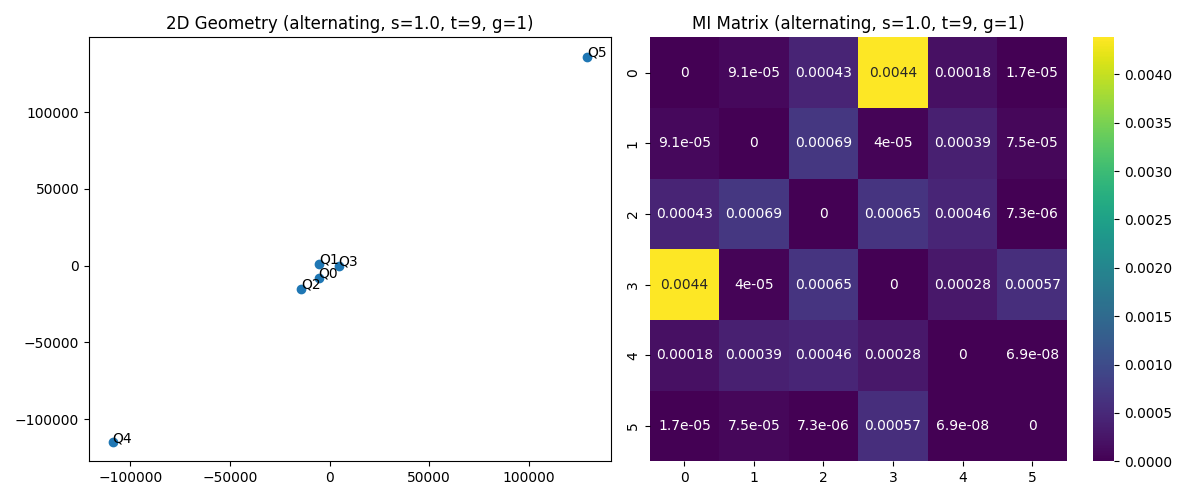 2D Geometry (alternating, s=1.0, t=9, g=1)
100000
50000
0
−50000
−100000
−100000 −50000 0 50000 100000
Q5
Q1
Q3
Q0
Q2
Q4
MI Matrix (alternating, s=1.0, t=9, g=1)
0 0 9.1e-05 0.00043 0.0044 0.00018 1.7e-05
1 9.1e-05 0 0.00069 4e-05 0.00039 7.5e-05
2 0.00043 0.00069 0 0.00065 0.00046 7.3e-06
3 0.0044 4e-05 0.00065 0 0.00028 0.00057
4 0.00018 0.00039 0.00046 0.00028 0 6.9e-08
5 1.7e-05 7.5e-05 7.3e-06 0.00057 6.9e-08 0
0 1 2 3 4 5
0.0040
0.0035
0.0030
0.0025
0.0020
0.0015
0.0010
0.0005
0.0000